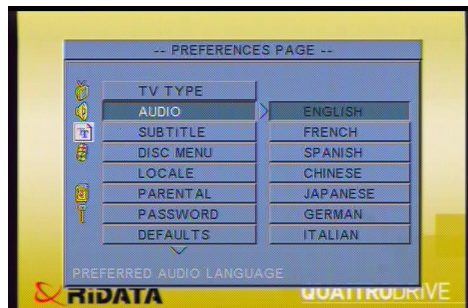 -- PREFERENCES PAGE --
TV TYPE
AUDIO
ENGLISH
SUBTITLE
FRENCH
DISC MENU
SPANISH
LOCALE
CHINESE
PARENTAL
JAPANESE
PASSWORD
GERMAN
DEFAULTS
ITALIAN
PREFERRED AUDIO LANGUAGE
RiDATA
QUATTRODRIVE